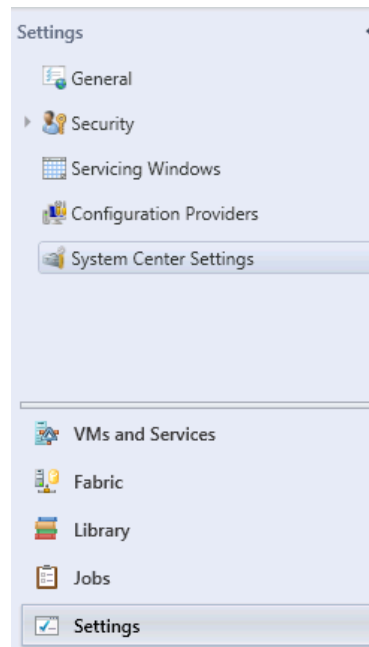 Settings
General
Security
Servicing Windows
Configuration Providers
System Center Settings
VMs and Services
Fabric
Library
Jobs
Settings